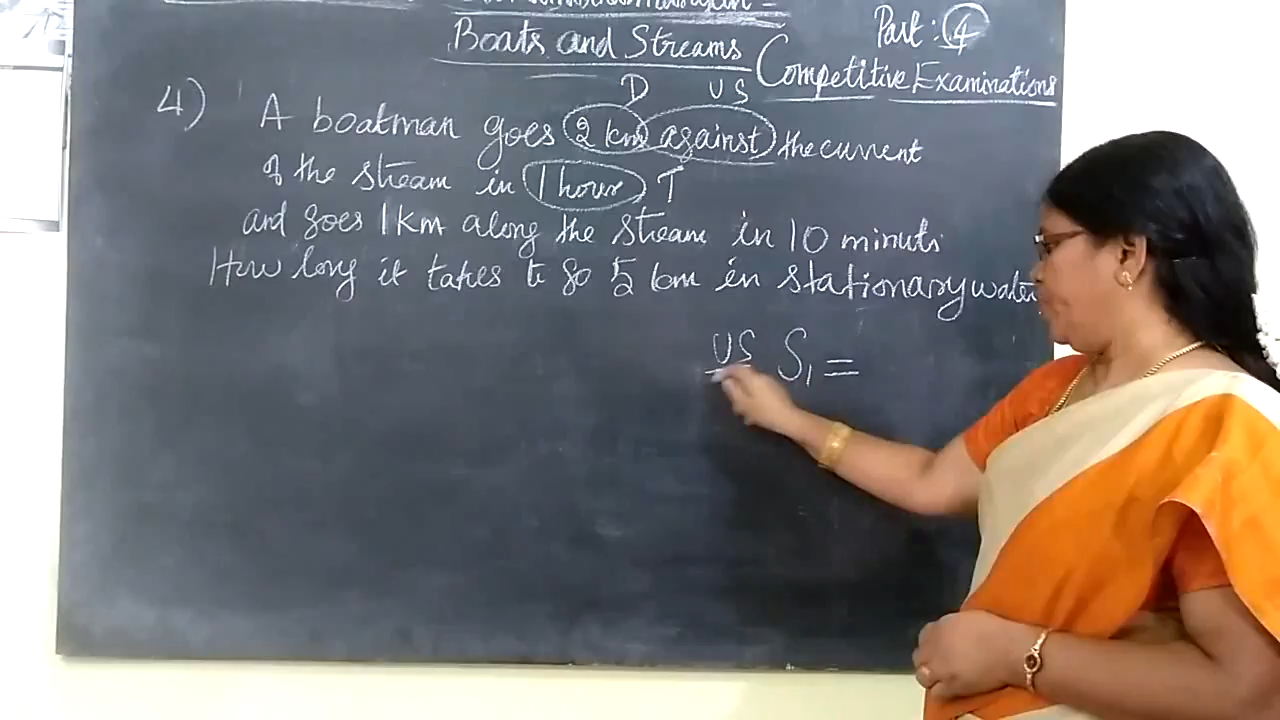 Boats and Streams
Part : 4
Competitive Examinations
D US
4) A boatman goes 2 km against the current
of the stream in 1 hour T
and goes 1 km along the stream in 10 minuts
How long it takes to go 5 km in stationary water
US S1 =